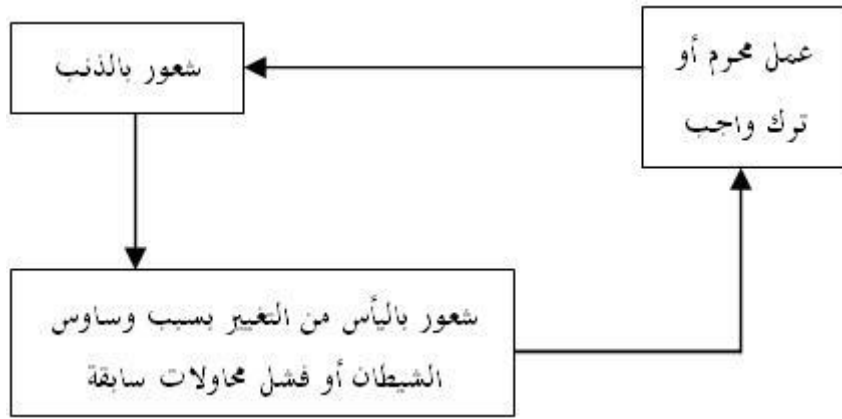 عمل محرم أو
ترك واجب
شعور بالذنب
شعور باليأس من التغيير بسبب وساوس
الشيطان أو فشل محاولات سابقة